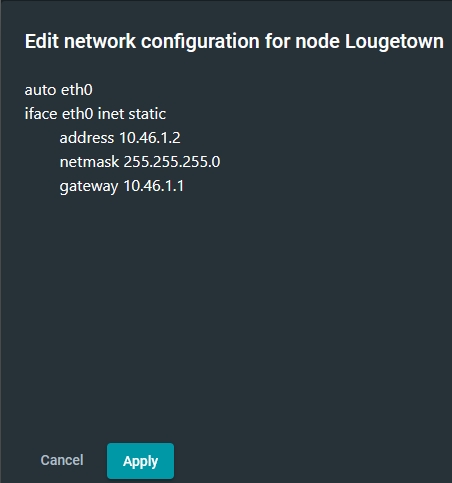 Edit network configuration for node Lougetown
auto eth0
iface eth0 inet static
address 10.46.1.2
netmask 255.255.255.0
gateway 10.46.1.1
Cancel
Apply